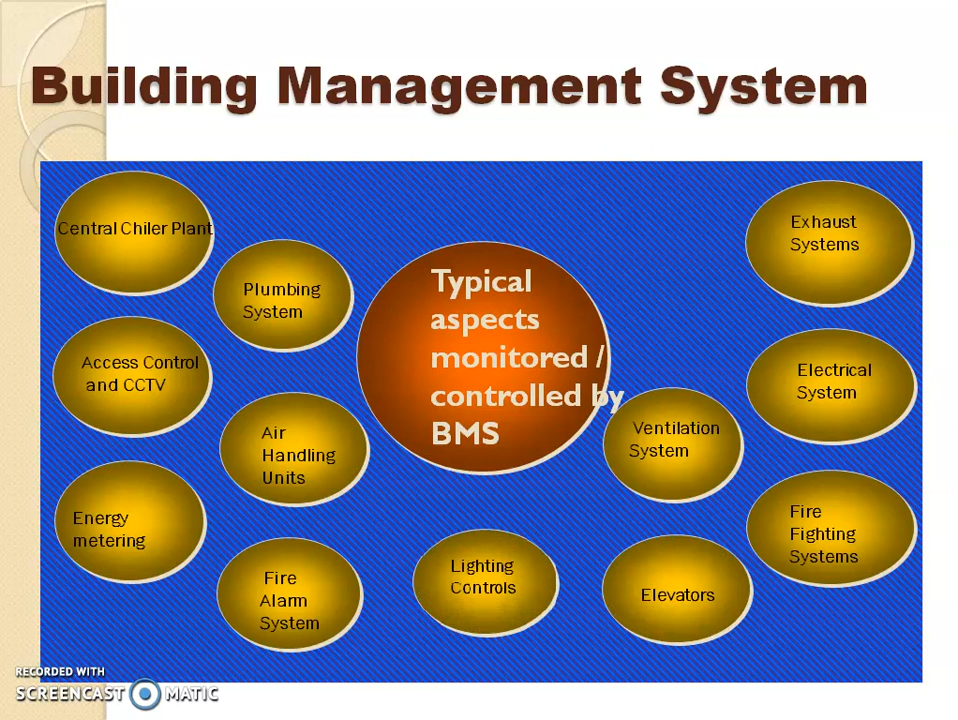 Building Management System
Central Chiler Plant
Plumbing
System
Access Control
and CCTV
Air
Handling
Units
Energy
metering
Fire
Alarm
System
Typical
aspects
monitored /
controlled by
BMS
Lighting
Controls
Ventilation
System
Elevators
Exhaust
Systems
Electrical
System
Fire
Fighting
Systems
RECORDED WITH
SCREENCAST MATIC